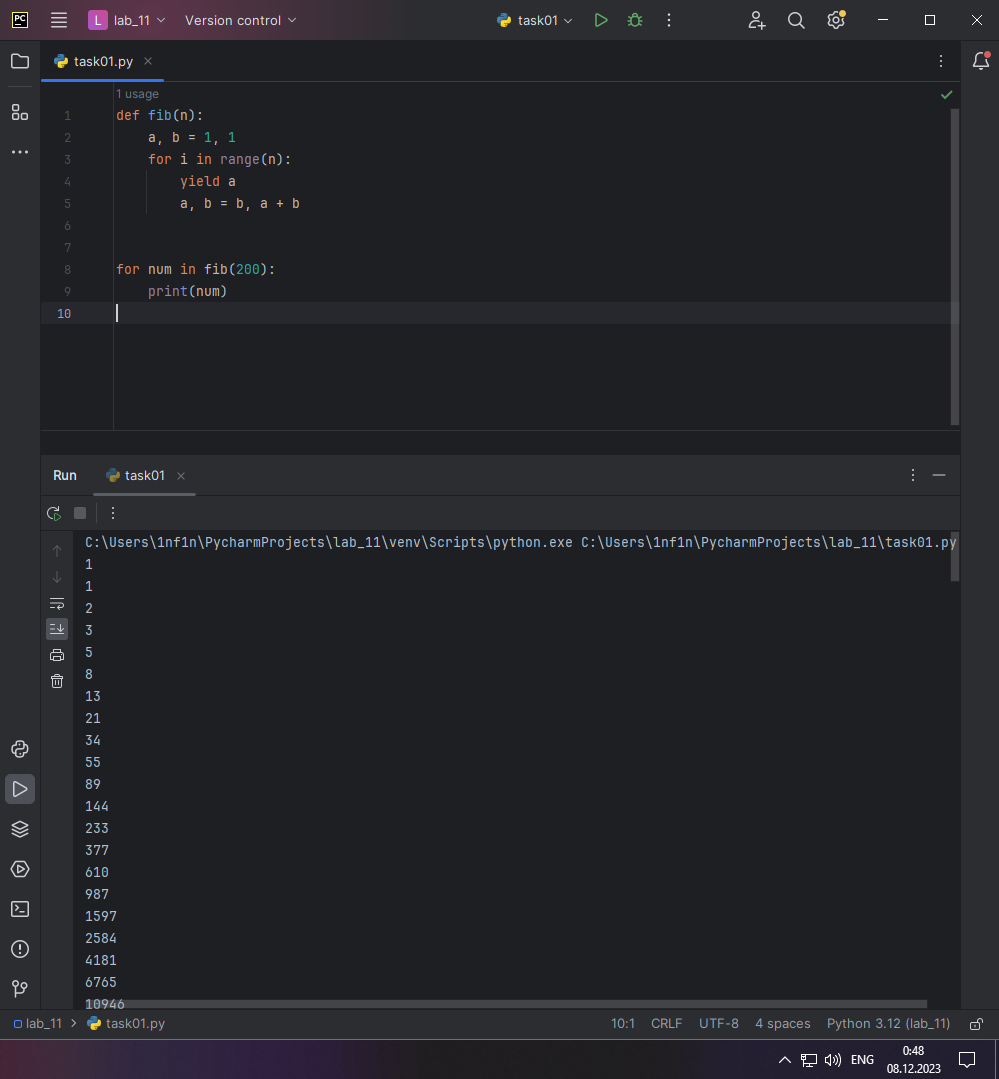 PC L lab_11 Version control task01
task01.py
1 usage
1 def fib(n):
2 a, b = 1, 1
3 for i in range(n):
4 yield a
5 a, b = b, a + b
6
7
8 for num in fib(200):
9 print(num)
10
Run task01
C:\Users\1nf1n\PycharmProjects\lab_11\venv\Scripts\python.exe C:\Users\1nf1n\PycharmProjects\lab_11\task01.py
1
1
2
3
5
8
13
21
34
55
89
144
233
377
610
987
1597
2584
4181
6765
10946
lab_11 > task01.py 10:1 CRLF UTF-8 4 spaces Python 3.12 (lab_11)
ENG 0:48
08.12.2023